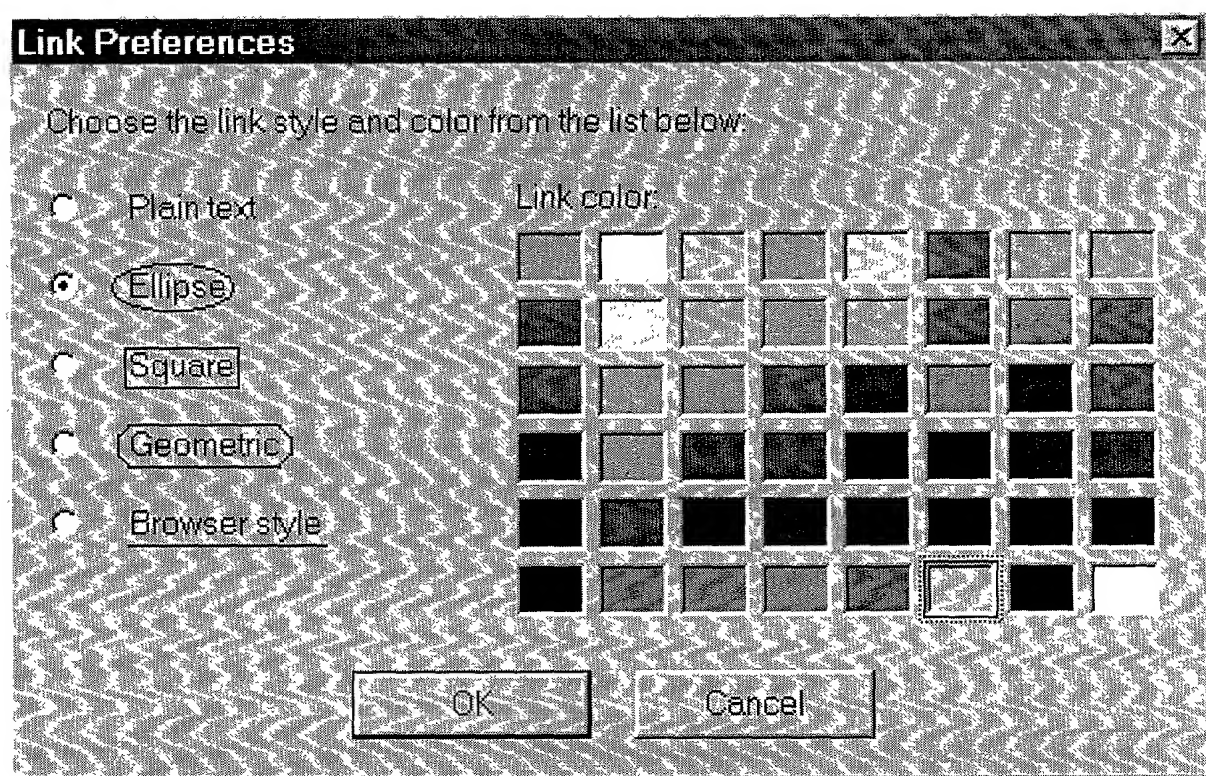 Link Preferences
Choose the link style and color from the list below:
Plain text
Link color:
Ellipse
Square
Geometric
Browser style
OK
Cancel